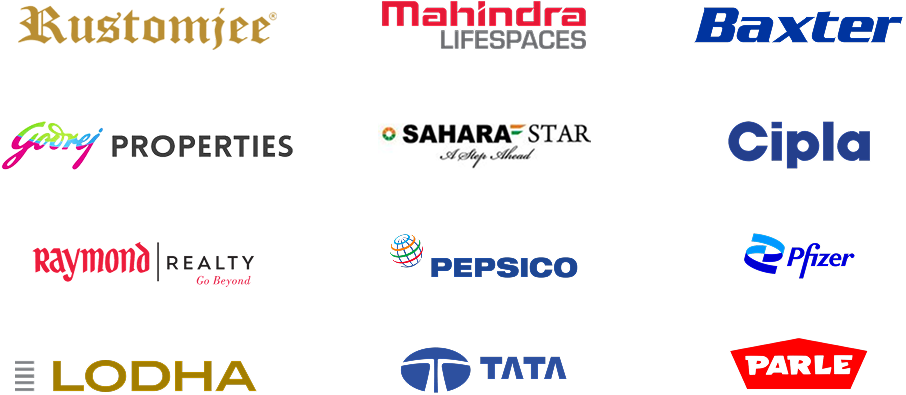 Rustomjee®
Mahindra
LIFESPACES
Baxter
Godrej PROPERTIES
SAHARA STAR
A Step Ahead
Cipla
Raymond REALTY
Go Beyond
PEPSICO
Pfizer
LODHA
TATA
PARLE